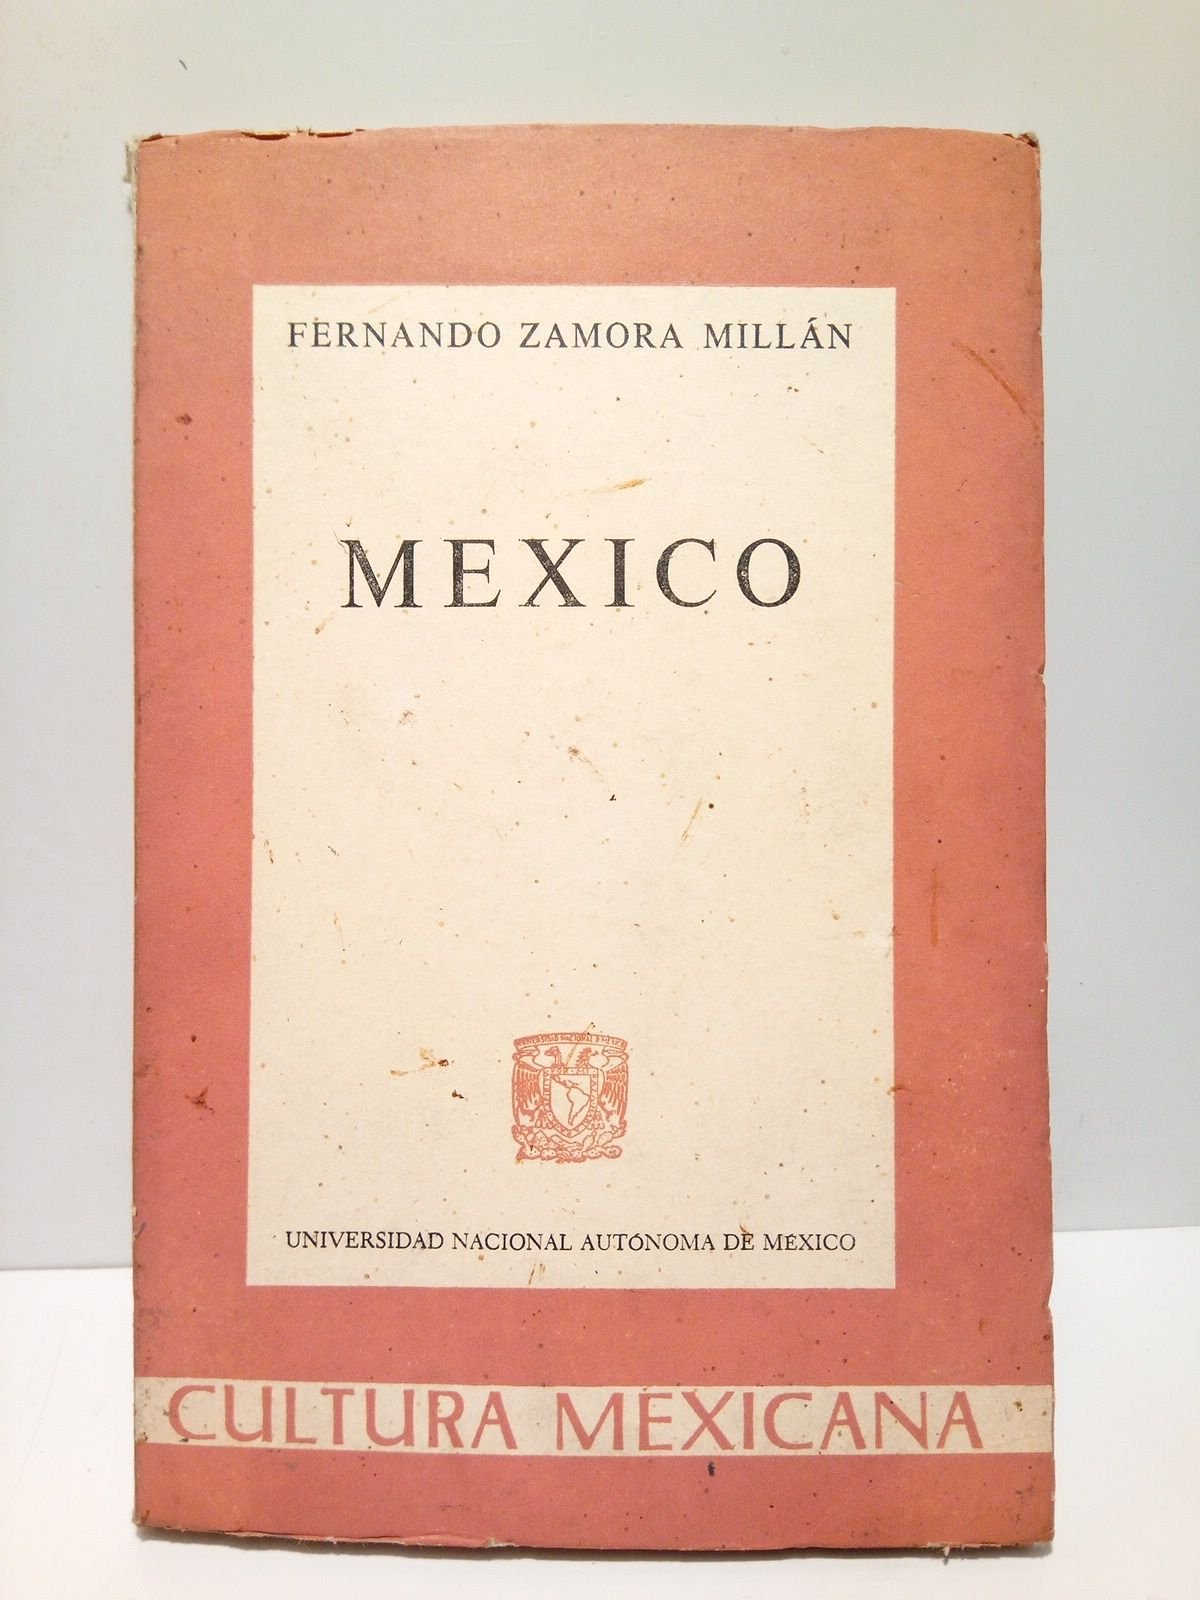 FERNANDO ZAMORA MILLÁN
MEXICO
UNIVERSIDAD NACIONAL AUTÓNOMA DE MÉXICO
CULTURA MEXICANA